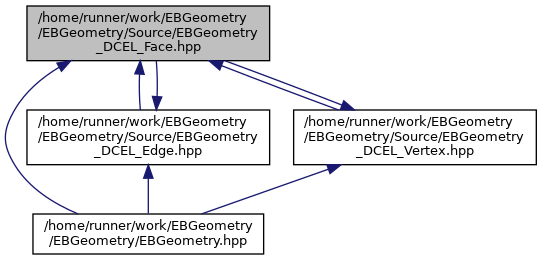 /home/runner/work/EBGeometry
/EBGeometry/Source/EBGeometry
_DCEL_Face.hpp
/home/runner/work/EBGeometry
/EBGeometry/Source/EBGeometry
_DCEL_Edge.hpp
/home/runner/work/EBGeometry
/EBGeometry/Source/EBGeometry
_DCEL_Vertex.hpp
/home/runner/work/EBGeometry
/EBGeometry/EBGeometry.hpp